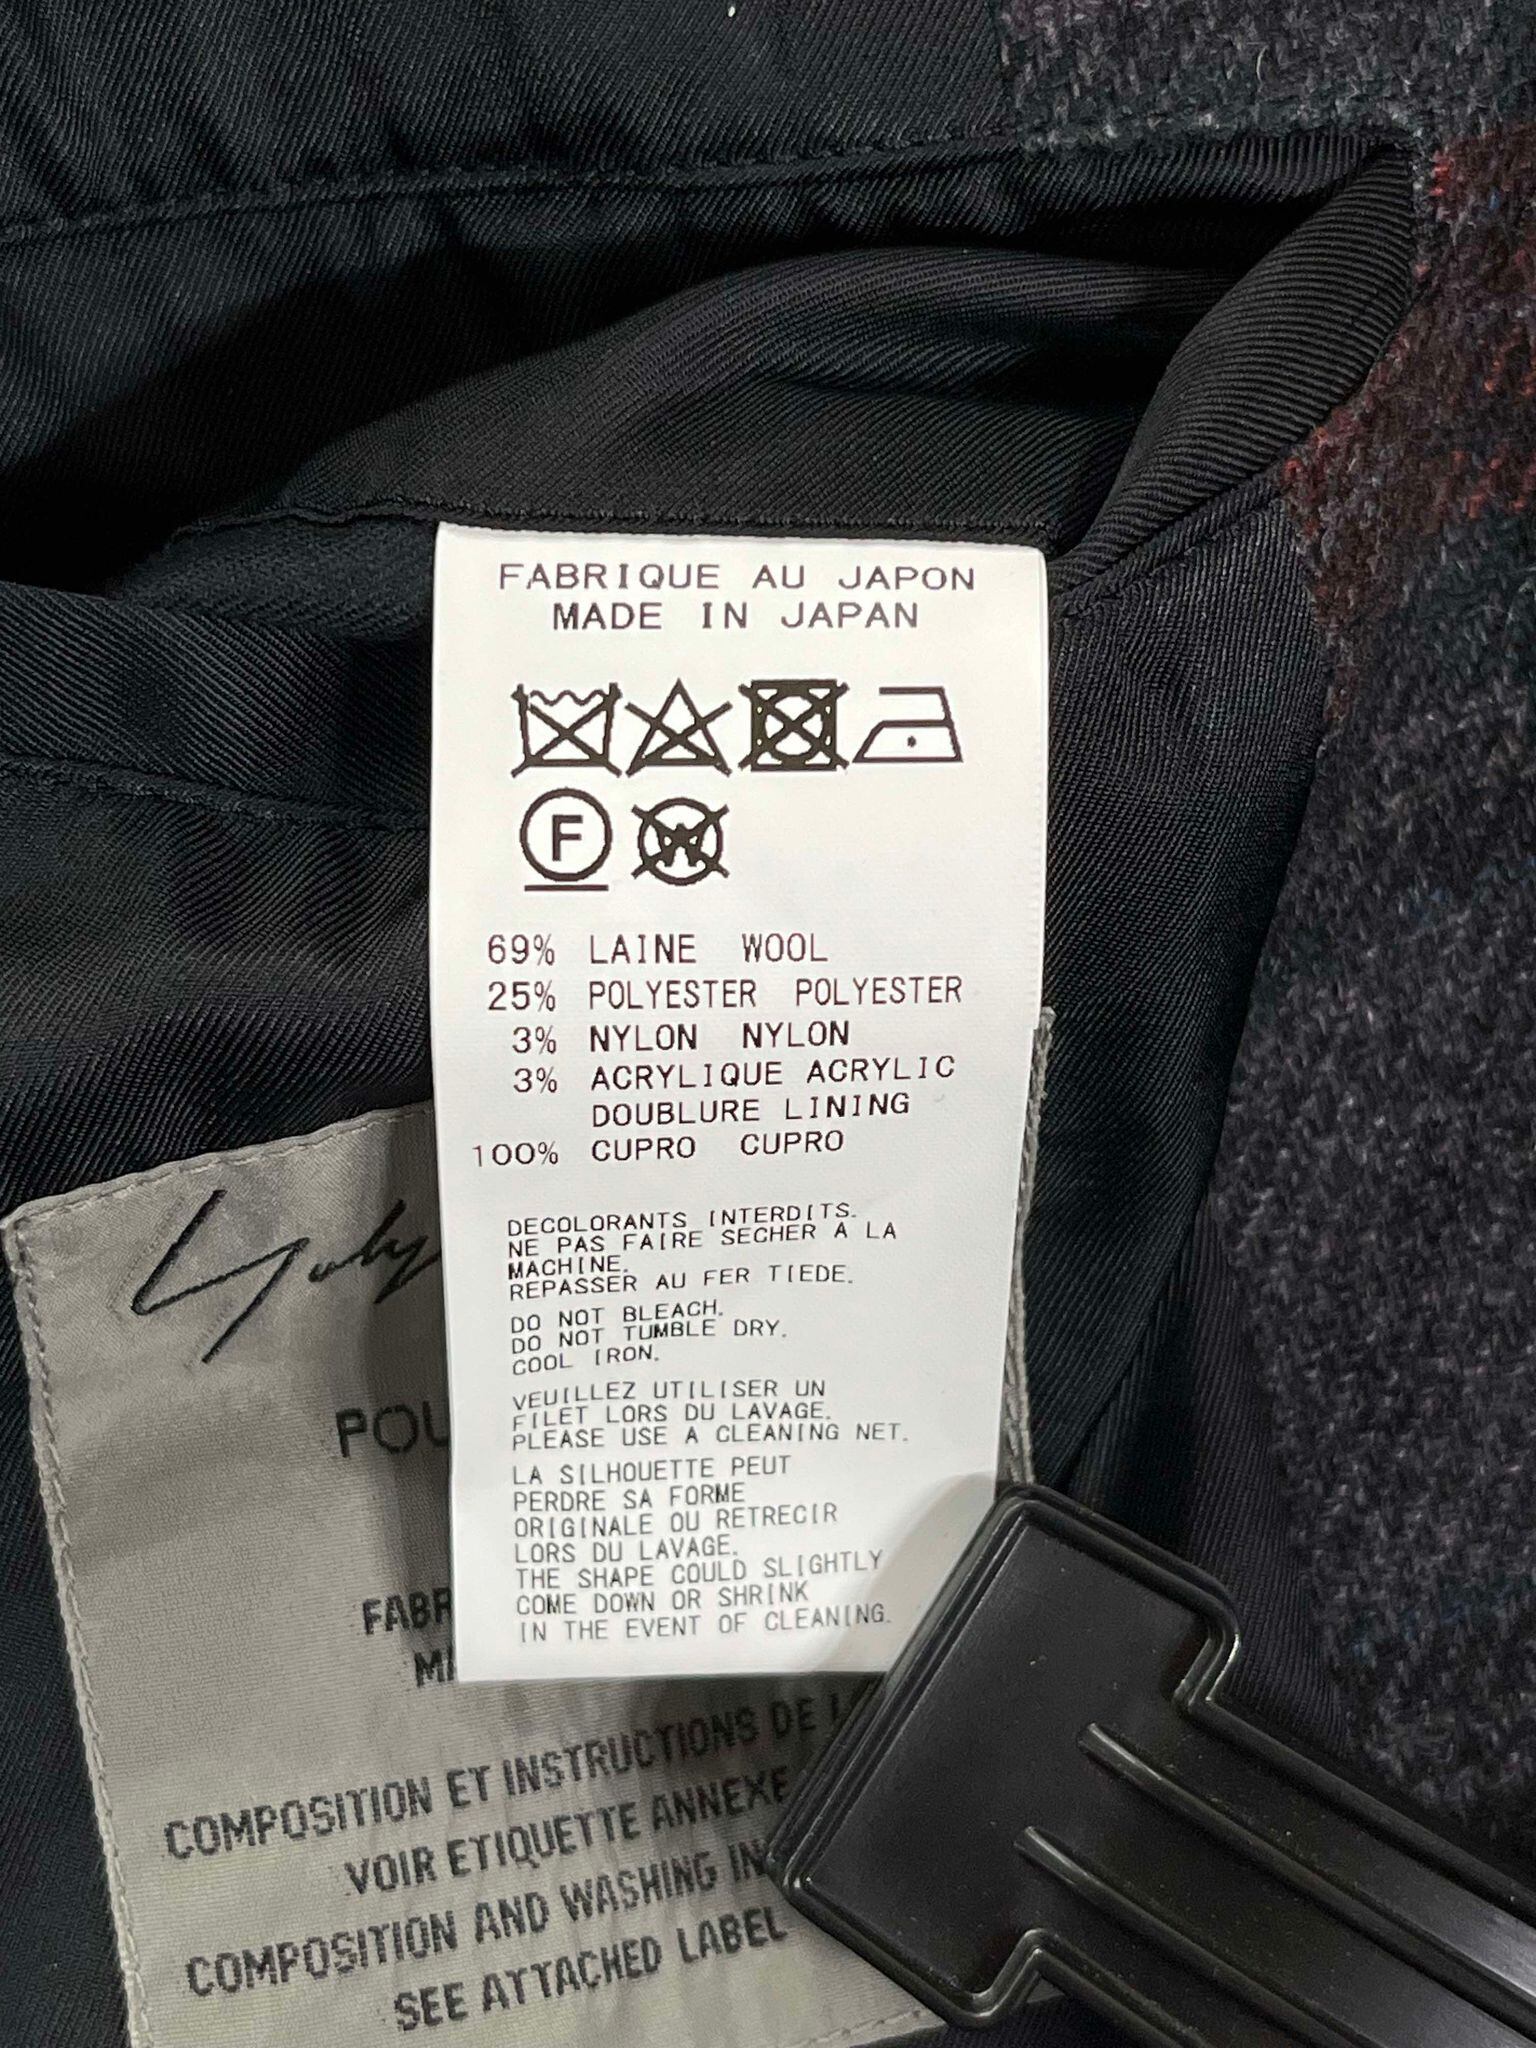 FABRIQUE AU JAPON
MADE IN JAPAN
F
W
69% LAINE WOOL
25% POLYESTER POLYESTER
3% NYLON NYLON
3% ACRYLIQUE ACRYLIC
DOUBLURE LINING
100% CUPRO CUPRO
DECOLORANTS INTERDITS.
NE PAS FAIRE SECHER A LA
MACHINE.
REPASSER AU FER TIEDE.
DO NOT BLEACH.
DO NOT TUMBLE DRY.
COOL IRON.
VEUILLEZ UTILISER UN
FILET LORS DU LAVAGE.
PLEASE USE A CLEANING NET.
LA SILHOUETTE PEUT
PERDRE SA FORME
ORIGINALE OU RETRECIR
LORS DU LAVAGE.
THE SHAPE COULD SLIGHTLY
COME DOWN OR SHRINK
IN THE EVENT OF CLEANING.
POU
FABR
COMPOSITION ET INSTRUCTIONS DE
VOIR ETIQUETTE ANNEXE
COMPOSITION AND WASHING IN
SEE ATTACHED LABEL